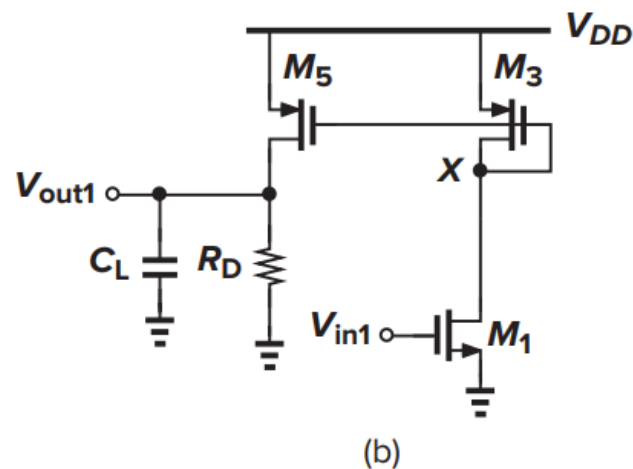 V_DD
M_5
M_3
X
V_out1
C_L
R_D
V_in1
M_1
(b)